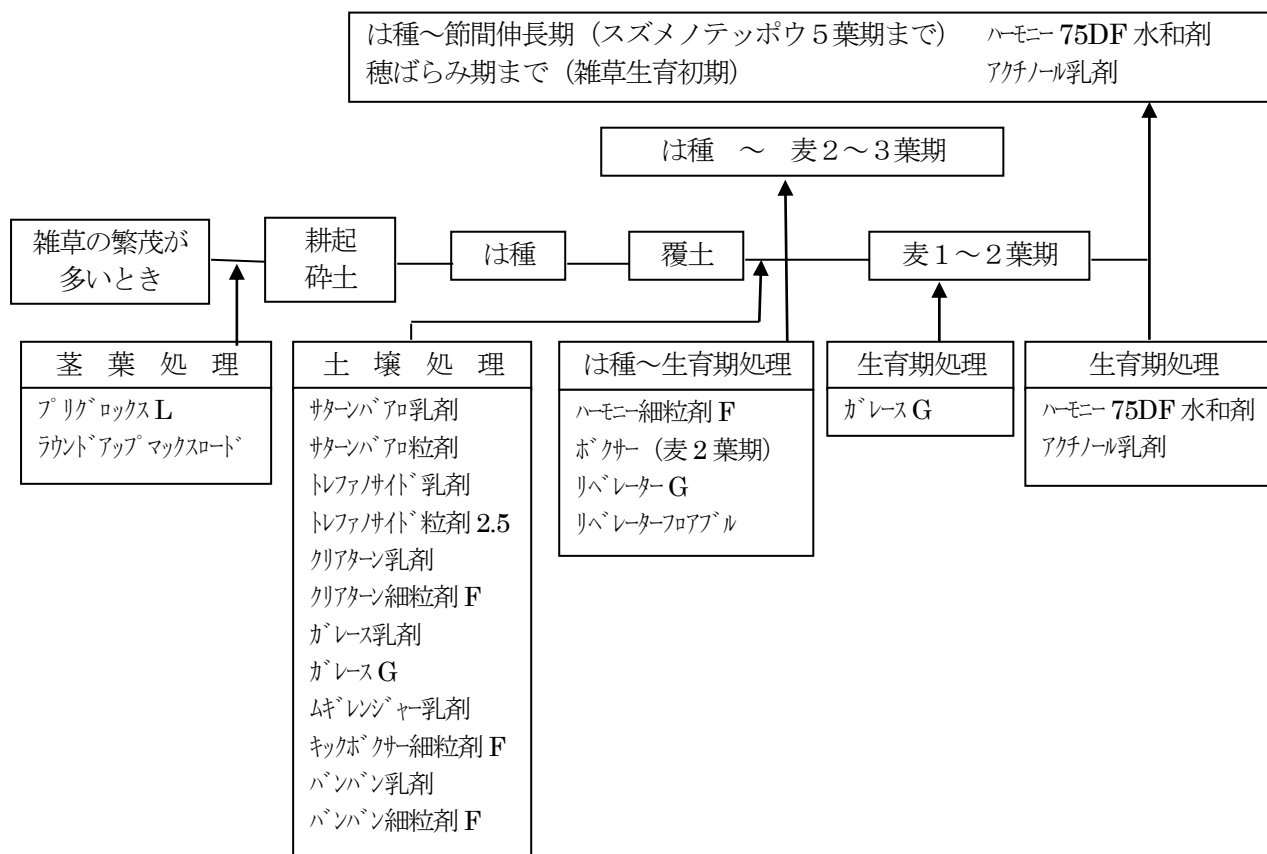 は種～節間伸長期（スズメノテッポウ５葉期まで）　ﾊｰﾓﾆｰ 75DF 水和剤
穂ばらみ期まで（雑草生育初期）　ｱｸﾁﾉｰﾙ乳剤
は種　～　麦２～３葉期
雑草の繁茂が
多いとき
耕起
砕土
は種
覆土
麦１～２葉期
茎　葉　処　理
ﾌﾟﾘｸﾞﾛｯｸｽ L
ﾗｳﾝﾄﾞｱｯﾌﾟﾏｯｸｽﾛｰﾄﾞ
土　壌　処　理
ｻﾀｰﾝﾊﾞｱﾛ乳剤
ｻﾀｰﾝﾊﾞｱﾛ粒剤
ﾄﾚﾌｧﾉｻｲﾄﾞ乳剤
ﾄﾚﾌｧﾉｻｲﾄﾞ粒剤 2.5
ｸﾘｱﾀｰﾝ乳剤
ｸﾘｱﾀｰﾝ細粒剤 F
ｶﾞﾚｰｽ乳剤
ｶﾞﾚｰｽ G
ﾑｷﾞﾚﾝｼﾞｬｰ乳剤
ｷｯｸﾎﾞｸｻｰ細粒剤 F
ﾊﾞﾝﾊﾞﾝ乳剤
ﾊﾞﾝﾊﾞﾝ細粒剤 F
は種～生育期処理
ﾊｰﾓﾆｰ細粒剤 F
ﾎﾞｸｻｰ（麦 2 葉期）
ﾘﾍﾞﾚｰﾀｰ G
ﾘﾍﾞﾚｰﾀｰﾌﾛｱﾌﾞﾙ
生育期処理
ｶﾞﾚｰｽ G
生育期処理
ﾊｰﾓﾆｰ 75DF 水和剤
ｱｸﾁﾉｰﾙ乳剤